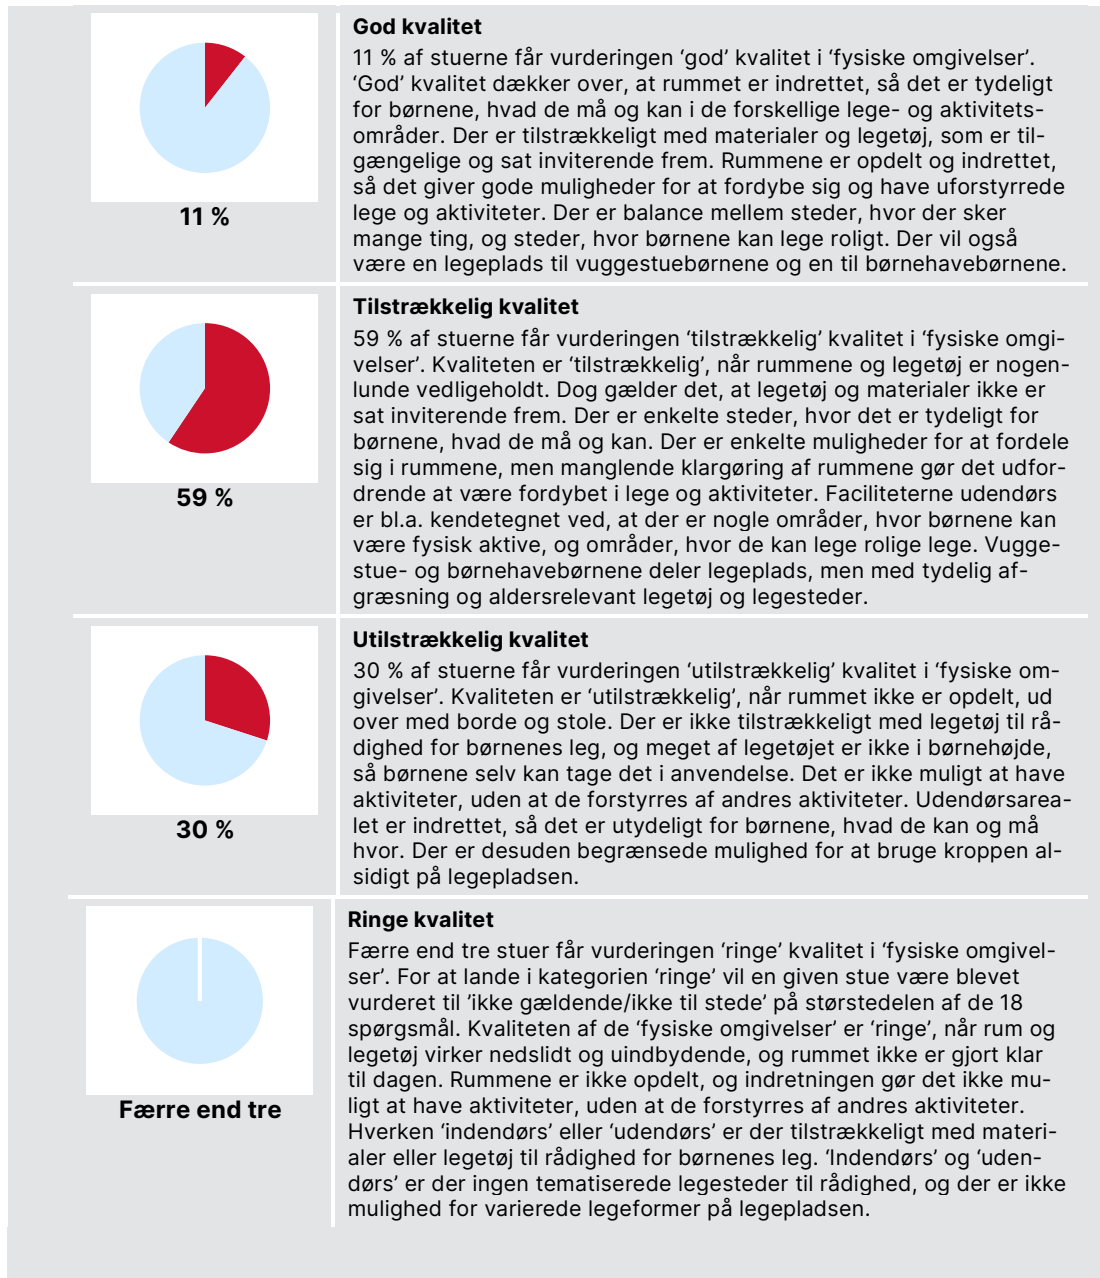 God kvalitet
11 % af stuerne får vurderingen ‘god’ kvalitet i ‘fysiske omgivelser’.
‘God’ kvalitet dækker over, at rummet er indrettet, så det er tydeligt
for børnene, hvad de må og kan i de forskellige lege- og aktivitets-
områder. Der er tilstrækkeligt med materialer og legetøj, som er til-
gængelige og sat inviterende frem. Rummene er opdelt og indrettet,
så det giver gode muligheder for at fordybe sig og have uforstyrrede
lege og aktiviteter. Der er balance mellem steder, hvor der sker
mange ting, og steder, hvor børnene kan lege roligt. Der vil også
være en legeplads til vuggestuebørnene og en til børnehavebørnene.
11 %
Tilstrækkelig kvalitet
59 % af stuerne får vurderingen ‘tilstrækkelig’ kvalitet i ‘fysiske omgi-
velser’. Kvaliteten er ‘tilstrækkelig’, når rummene og legetøj er nogen-
lunde vedligeholdt. Dog gælder det, at legetøj og materialer ikke er
sat inviterende frem. Der er enkelte steder, hvor det er tydeligt for
børnene, hvad de må og kan. Der er enkelte muligheder for at fordele
sig i rummene, men manglende klargøring af rummene gør det udfor-
drende at være fordybet i lege og aktiviteter. Faciliteterne udendørs
er bl.a. kendetegnet ved, at der er nogle områder, hvor børnene kan
være fysisk aktive, og områder, hvor de kan lege rolige lege. Vugge-
stue- og børnehavebørnene deler legeplads, men med tydelig af-
græsning og aldersrelevant legetøj og legesteder.
59 %
Utilstrækkelig kvalitet
30 % af stuerne får vurderingen ‘utilstrækkelig’ kvalitet i ‘fysiske om-
givelser’. Kvaliteten er ‘utilstrækkelig’, når rummet ikke er opdelt, ud
over med borde og stole. Der er ikke tilstrækkeligt med legetøj til rå-
dighed for børnenes leg, og meget af legetøjet er ikke i børnehøjde,
så børnene selv kan tage det i anvendelse. Det er ikke muligt at have
aktiviteter, uden at de forstyrres af andres aktiviteter. Udendørsarea-
let er indrettet, så det er utydeligt for børnene, hvad de kan og må
hvor. Der er desuden begrænsede mulighed for at bruge kroppen al-
sidigt på legepladsen.
30 %
Ringe kvalitet
Færre end tre stuer får vurderingen ‘ringe’ kvalitet i ‘fysiske omgivel-
ser’. For at lande i kategorien ‘ringe’ vil en given stue være blevet
vurderet til ’ikke gældende/ikke til stede’ på størstedelen af de 18
spørgsmål. Kvaliteten af de ‘fysiske omgivelser’ er ‘ringe’, når rum og
legetøj virker nedslidt og uindbydende, og rummet ikke er gjort klar
til dagen. Rummene er ikke opdelt, og indretningen gør det ikke mu-
ligt at have aktiviteter, uden at de forstyrres af andres aktiviteter.
Hverken ‘indendørs’ eller ‘udendørs’ er der tilstrækkeligt med materi-
aler eller legetøj til rådighed for børnenes leg. ‘Indendørs’ og ‘uden-
dørs’ er der ingen tematiserede legesteder til rådighed, og der er ikke
mulighed for varierede legeformer på legepladsen.
Færre end tre